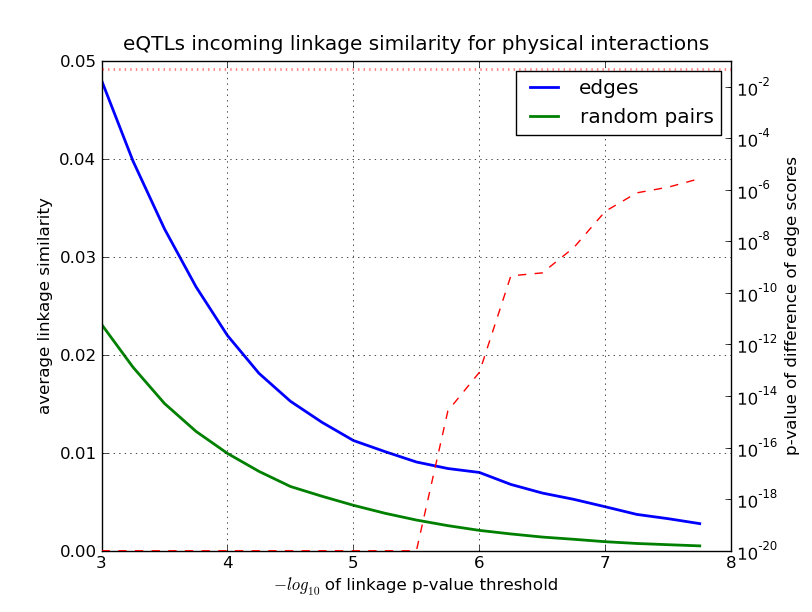 eQTLs incoming linkage similarity for physical interactions
edges
random pairs
average linkage similarity
0.05
0.04
0.03
0.02
0.01
0.00
10^-2
10^-4
10^-6
10^-8
10^-10
10^-12
10^-14
10^-16
10^-18
10^-20
p-value of difference of edge scores
3 4 5 6 7 8
-log_10 of linkage p-value threshold